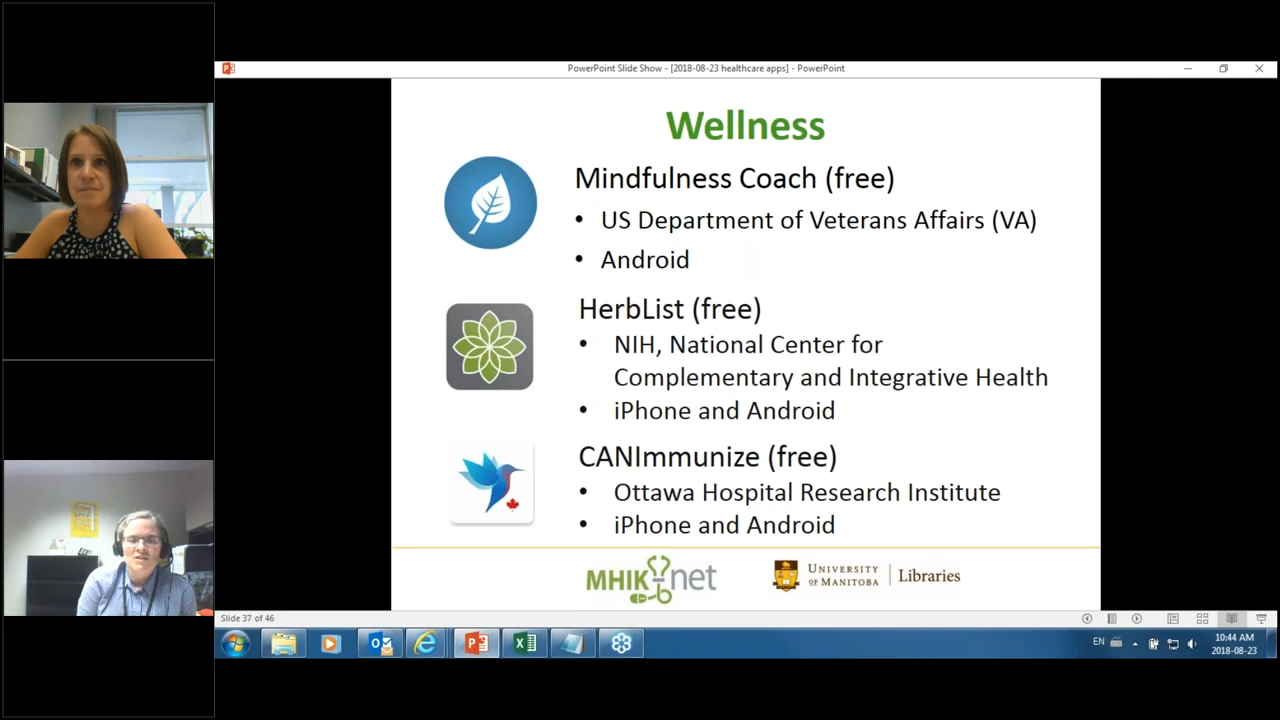 PowerPoint Slide Show - [2018-08-23 healthcare apps] - PowerPoint
Wellness
Mindfulness Coach (free)
• US Department of Veterans Affairs (VA)
• Android
HerbList (free)
• NIH, National Center for
Complementary and Integrative Health
• iPhone and Android
CANImmunize (free)
• Ottawa Hospital Research Institute
• iPhone and Android
MHIKnet
UNIVERSITY
OF MANITOBA
Libraries
Slide 37 of 46
EN
10:44 AM
2018-08-23